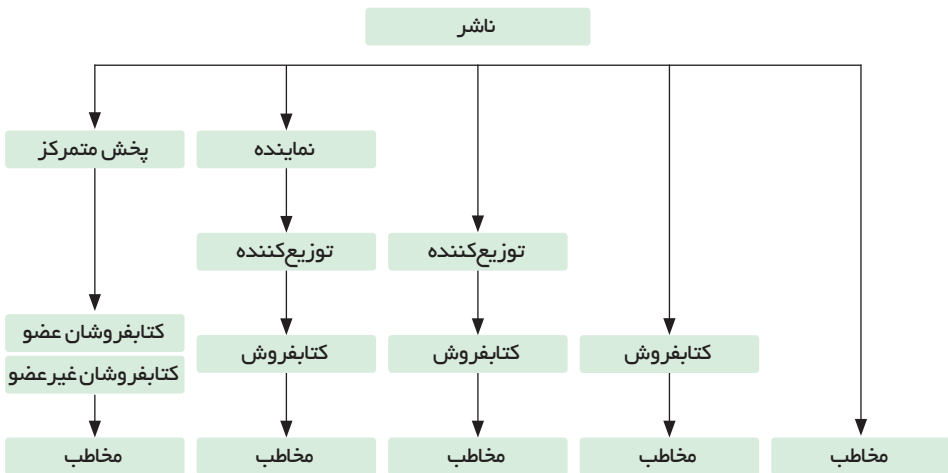 ناشر
نماینده
پخش متمرکز
توزیع‌کننده
توزیع‌کننده
کتابفروشان عضو
کتابفروش
کتابفروش
کتابفروش
کتابفروشان غیرعضو
مخاطب
مخاطب
مخاطب
مخاطب
مخاطب